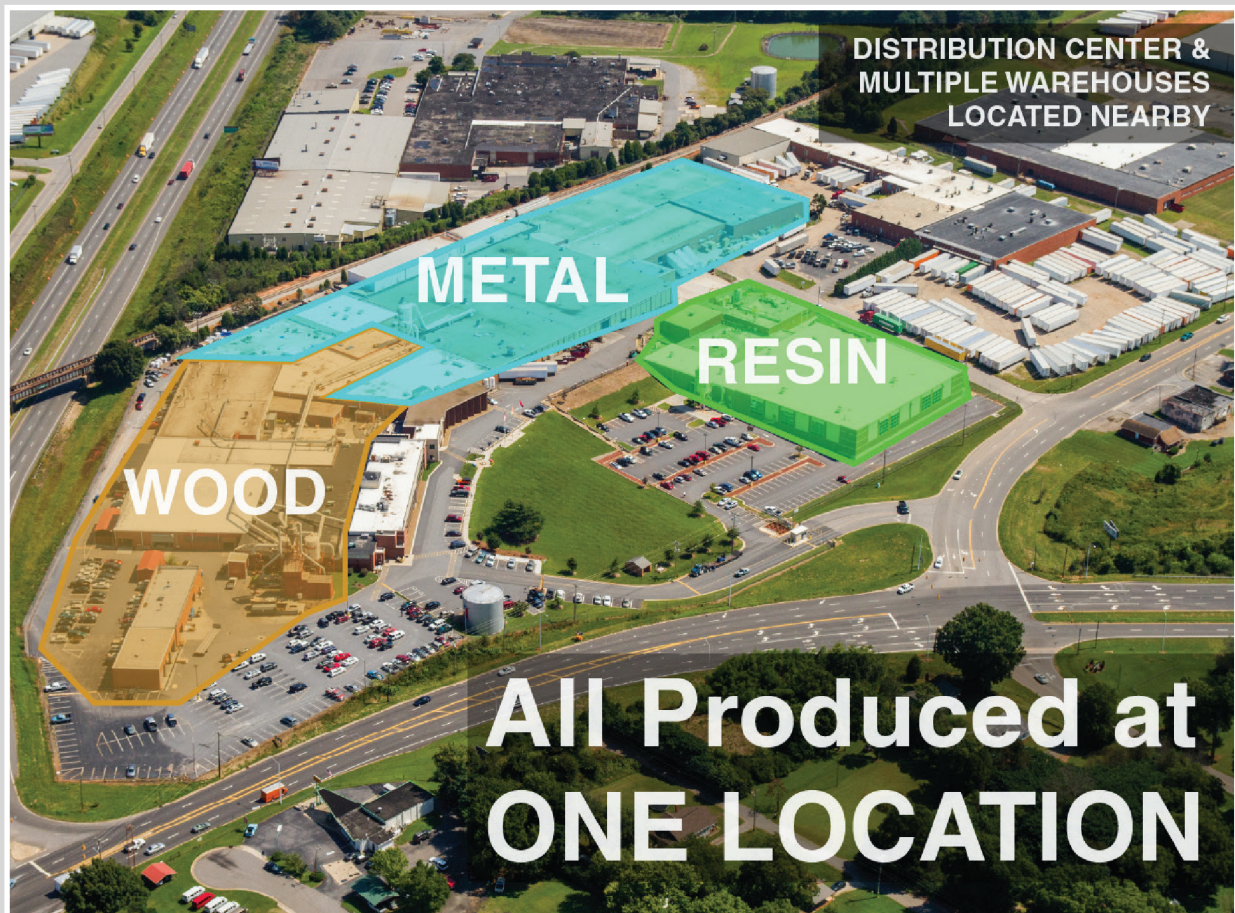 DISTRIBUTION CENTER &
MULTIPLE WAREHOUSES
LOCATED NEARBY
METAL
RESIN
WOOD
All Produced at
ONE LOCATION